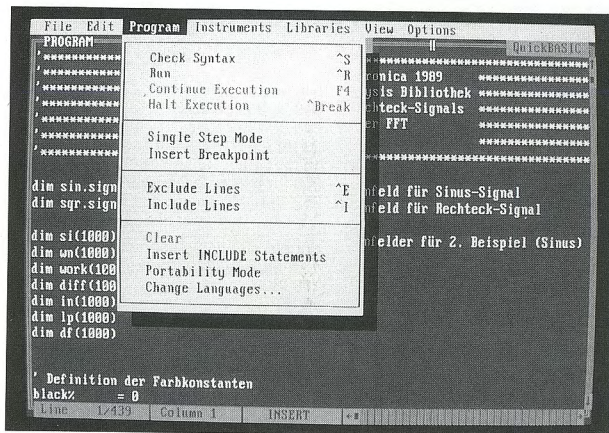 File Edit Program Instruments Libraries View Options
PROGRAM QuickBASIC
Check Syntax ^S
Run ^R
Continue Execution F4
Halt Execution ^Break
Single Step Mode
Insert Breakpoint
Exclude Lines ^E
Include Lines ^I
Clear
Insert INCLUDE Statements
Portability Mode
Change Languages...
'**********
'********** ronica 1989 **********
'********** ysis Bibliothek **********
'********** chteck-Signals **********
'********** er FFT **********
'********** **********
'********** **********
dim sin.sign nfeld für Sinus-Signal
dim sqr.sign nfeld für Rechteck-Signal
dim si(1000) nfelder für 2. Beispiel (Sinus)
dim wn(1000)
dim work(100
dim diff(100
dim in(1000)
dim lp(1000)
dim df(1000)
' Definition der Farbkonstanten
black% = 0
Line 1/439 Column 1 INSERT